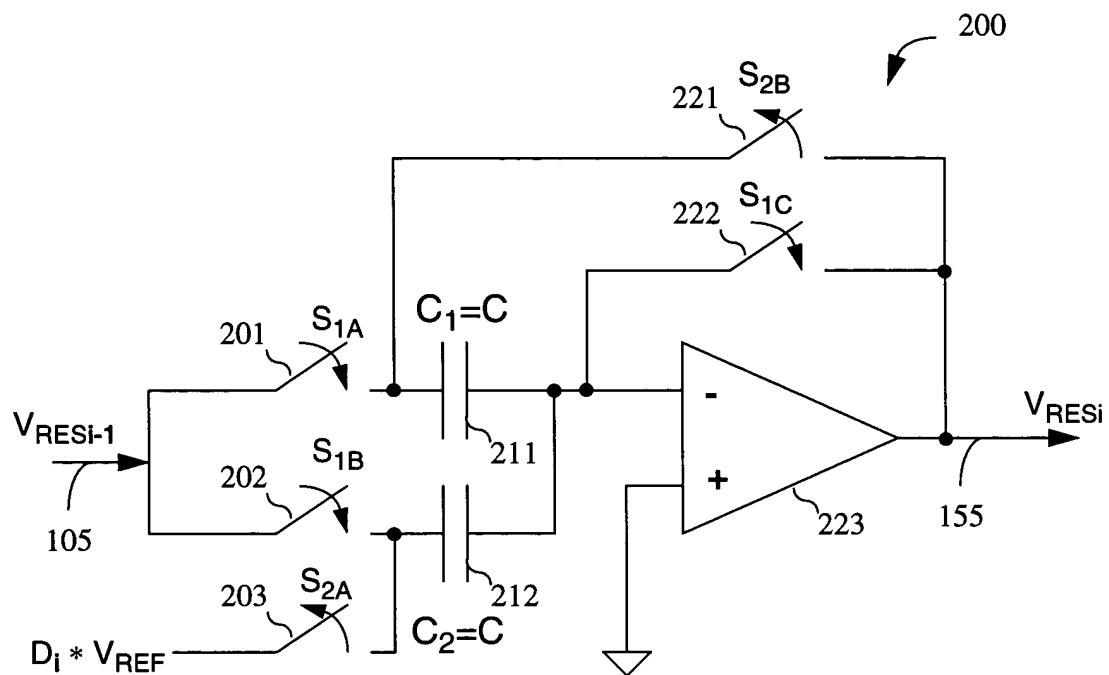 200
S2B
221
S1C
222
C1=C
S1A
201
-
VRESi-1
VRESi
211
S1B
202
+
105
223
155
S2A
212
203
C2=C
Di * VREF